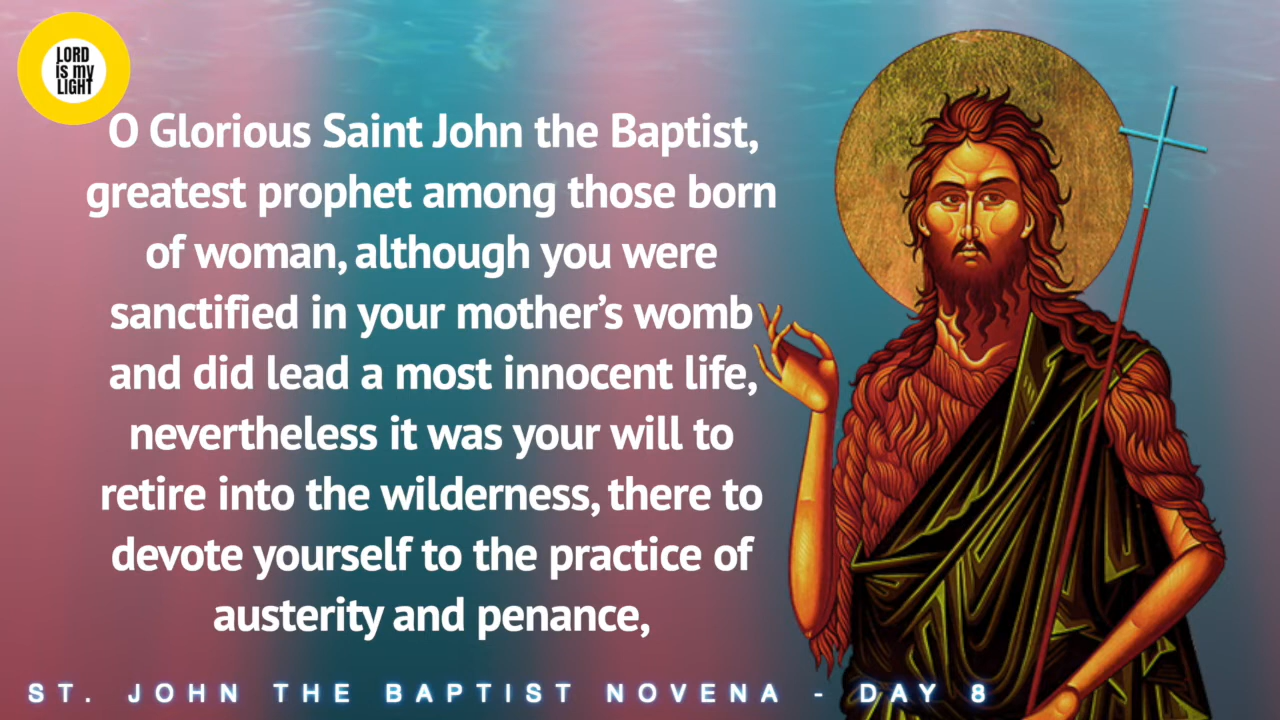 LORD
is my
LIGHT
O Glorious Saint John the Baptist,
greatest prophet among those born
of woman, although you were
sanctified in your mother’s womb
and did lead a most innocent life,
nevertheless it was your will to
retire into the wilderness, there to
devote yourself to the practice of
austerity and penance,
ST. JOHN THE BAPTIST NOVENA - DAY 8